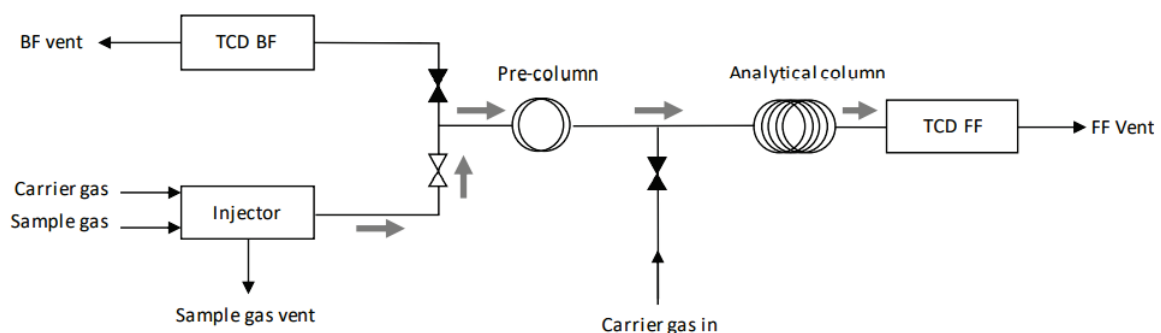 BF vent
TCD BF
Pre-column
Analytical column
TCD FF
FF Vent
Carrier gas
Sample gas
Injector
Sample gas vent
Carrier gas in